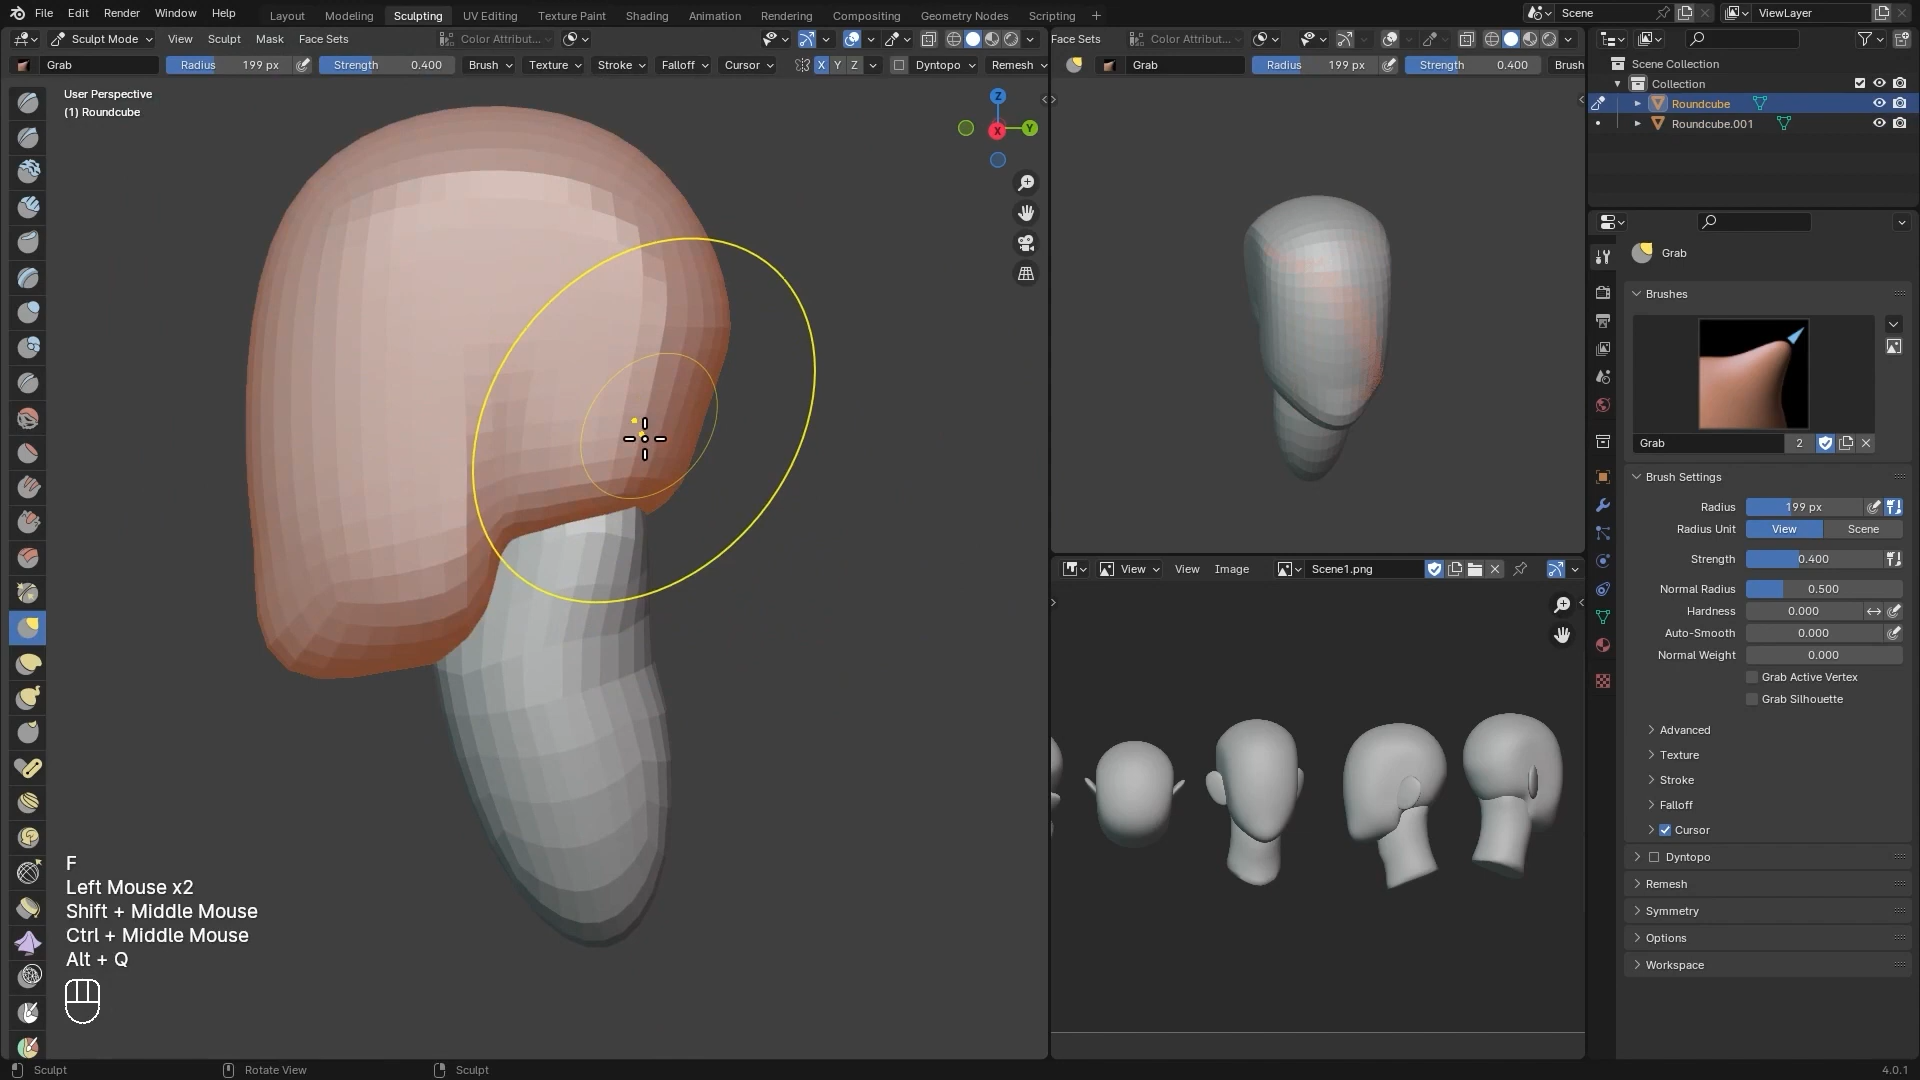 File Edit Render Window Help Layout Modeling Sculpting UV Editing Texture Paint Shading Animation Rendering Compositing Geometry Nodes Scripting + Scene ViewLayer
Sculpt Mode View Sculpt Mask Face Sets Color Attribut... Face Sets Color Attribut...
Grab Radius 199 px Strength 0.400 Brush Texture Stroke Falloff Cursor X Y Z Dyntopo Remesh Grab Radius 199 px Strength 0.400 Brush
User Perspective
(1) Roundcube
Z
X
Y
Scene Collection
Collection
Roundcube
Roundcube.001
Grab
Brushes
Grab 2
Brush Settings
Radius 199 px
Radius Unit View Scene
Strength 0.400
Normal Radius 0.500
Hardness 0.000
Auto-Smooth 0.000
Normal Weight 0.000
Grab Active Vertex
Grab Silhouette
Advanced
Texture
Stroke
Falloff
Cursor
Dyntopo
Remesh
Symmetry
Options
Workspace
View View Image Scene1.png
F
Left Mouse x2
Shift + Middle Mouse
Ctrl + Middle Mouse
Alt + Q
Sculpt Rotate View Sculpt 4.0.1